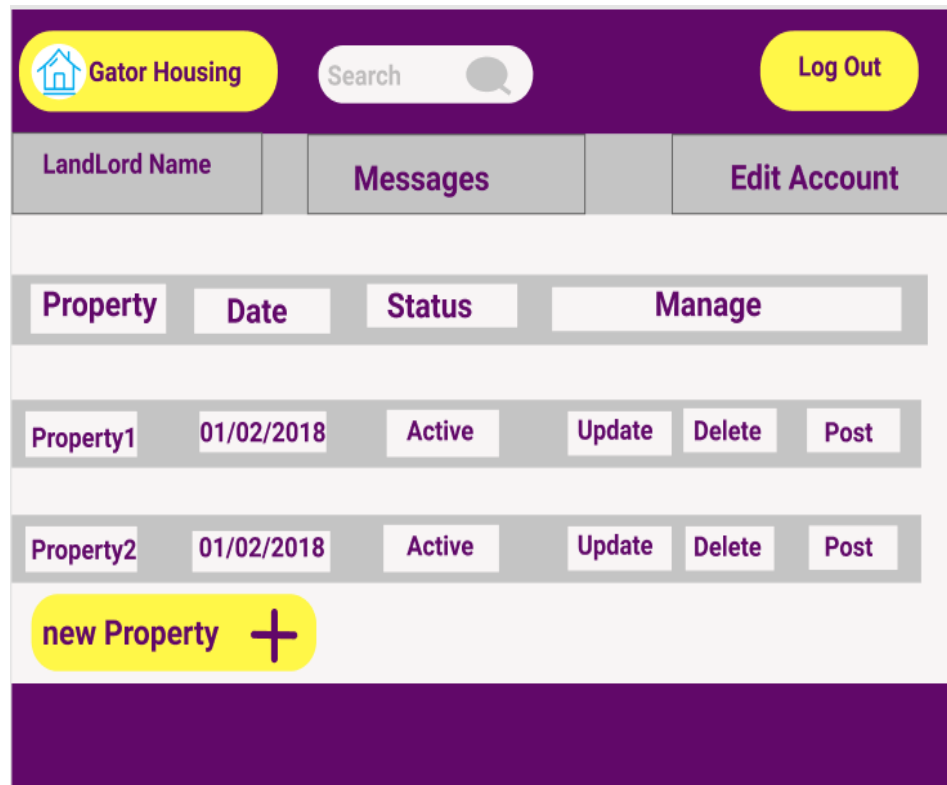 Gator Housing Search Log Out
LandLord Name Messages Edit Account
Property Date Status Manage
Property1 01/02/2018 Active Update Delete Post
Property2 01/02/2018 Active Update Delete Post
new Property +